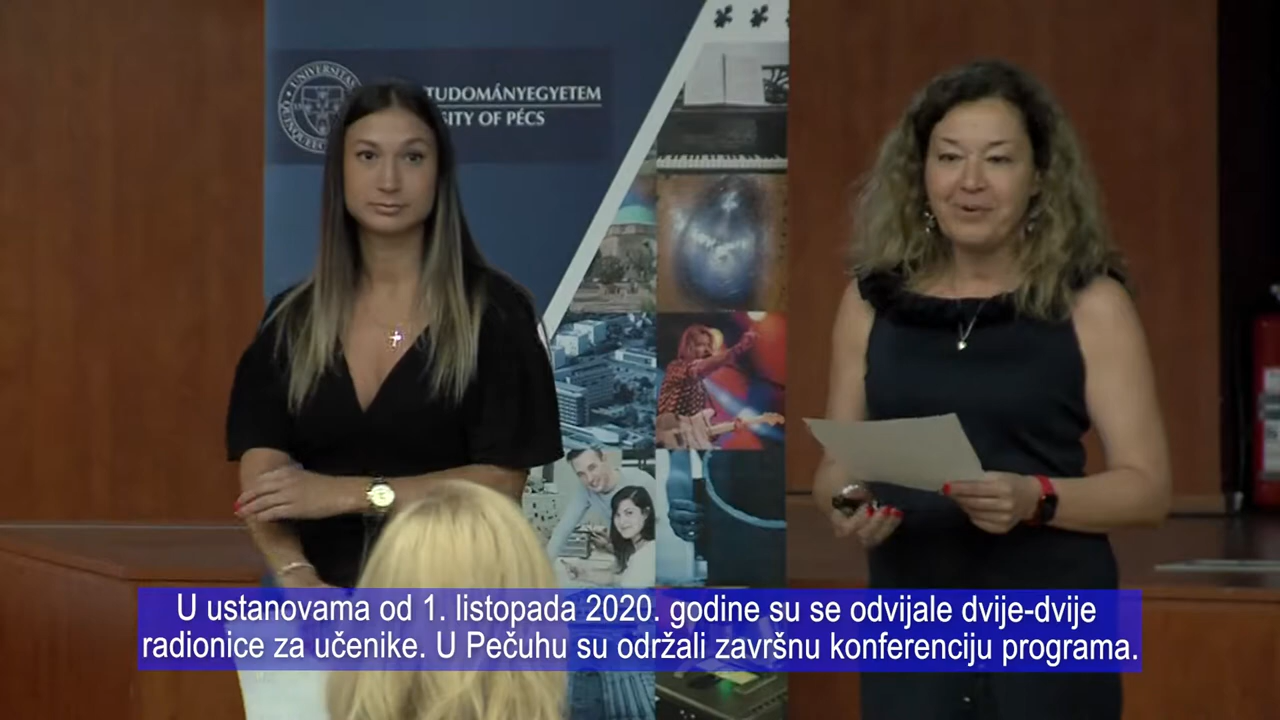 UNIVERSITAS
TUDOMÁNYEGYETEM
SITY OF PÉCS
U ustanovama od 1. listopada 2020. godine su se odvijale dvije-dvije
radionice za učenike. U Pečuhu su održali završnu konferenciju programa.